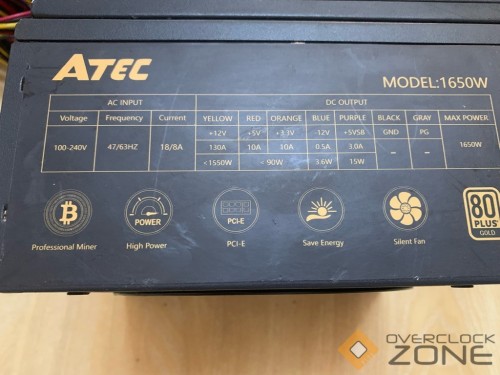 ATEC
MODEL:1650W
AC INPUT DC OUTPUT
Voltage Frequency Current YELLOW RED ORANGE BLUE PURPLE BLACK GRAY MAX POWER
+12V +5V +3.3V -12V +5VSB GND PG
100-240V 47/63HZ 18/8A 130A 10A 10A 0.5A 3.0A – – 1650W
<1550W < 90W 3.6W 15W
PCI-E
POWER
Professional Miner High Power PCI-E Save Energy Silent Fan
80
PLUS
GOLD
OVERCLOCK
ZONE